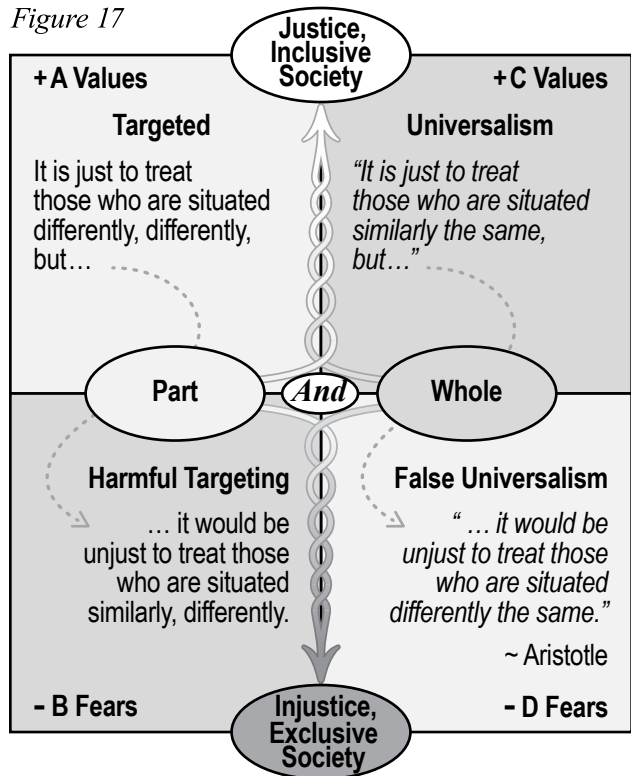 Figure 17
Justice,
Inclusive
Society
+A Values
+C Values
Targeted
It is just to treat
those who are situated
differently, differently,
but…
Universalism
“It is just to treat
those who are situated
similarly the same,
but…”
Part
And
Whole
Harmful Targeting
… it would be
unjust to treat those
who are situated
similarly, differently.
False Universalism
“ … it would be
unjust to treat those
who are situated
differently the same.”
~ Aristotle
- B Fears
- D Fears
Injustice,
Exclusive
Society